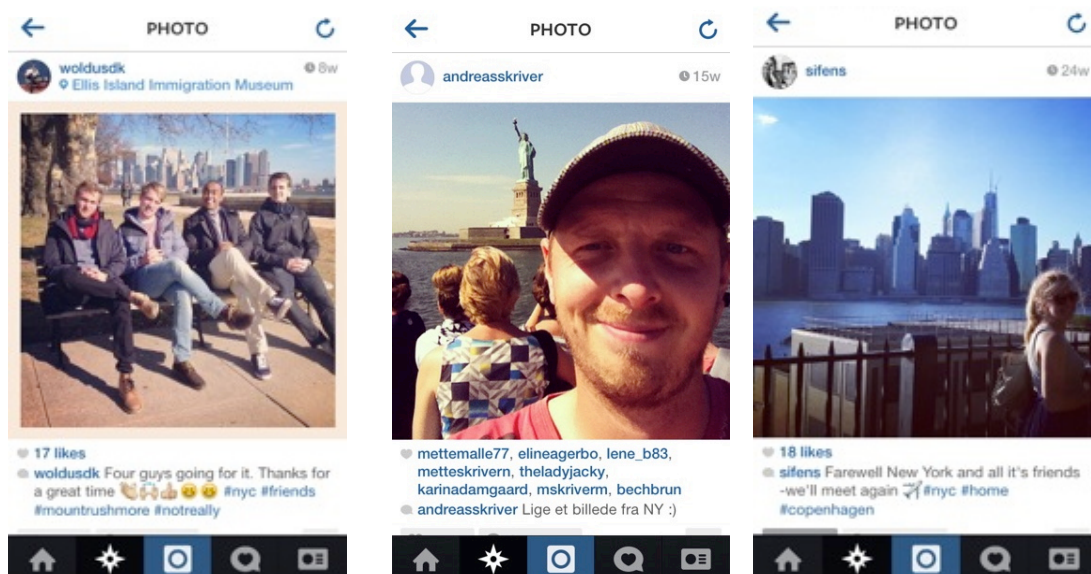 PHOTO
woldusdk
8w
Ellis Island Immigration Museum
17 likes
woldusdk Four guys going for it. Thanks for
a great time 👏🙌👍😄😄 #nyc #friends
#mountrushmore #notreally
PHOTO
andreasskriver
15w
mettemalle77, elineagerbo, lene_b83,
metteskrivern, theladyjacky,
karinadamgaard, mskriverm, bechbrun
andreasskriver Lige et billede fra NY :)
PHOTO
sifens
24w
18 likes
sifens Farewell New York and all it's friends
-we'll meet again ✈ #nyc #home
#copenhagen